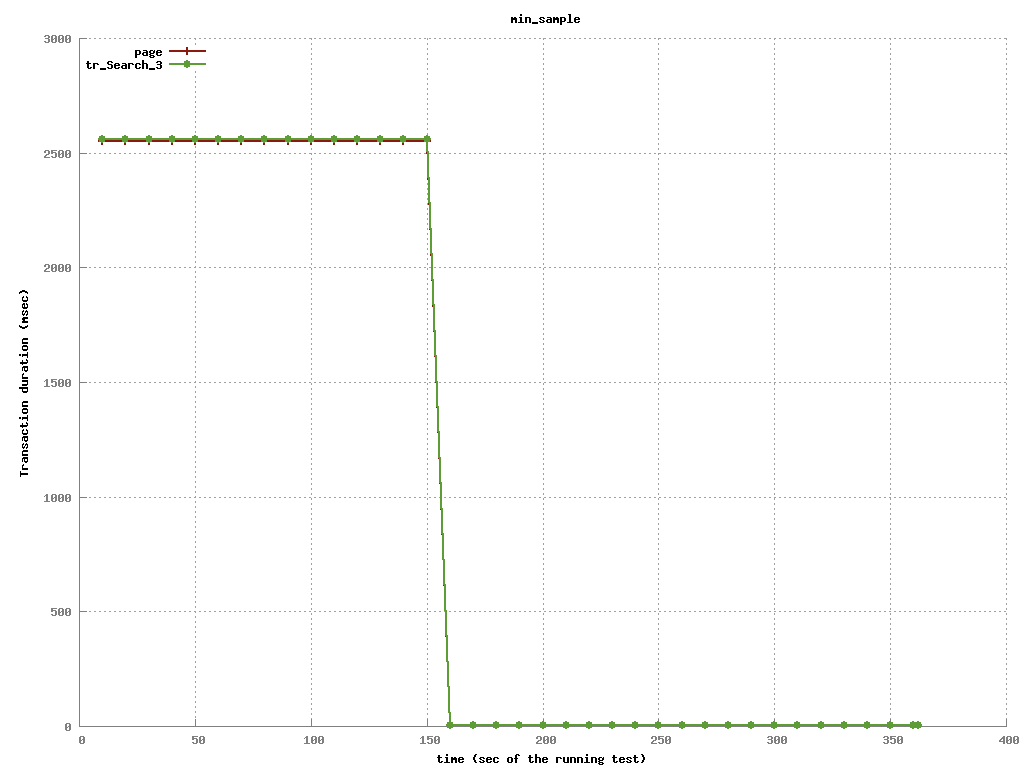 min_sample
page
tr_Search_3
3000
2500
2000
1500
1000
500
0
Transaction duration (msec)
0 50 100 150 200 250 300 350 400
time (sec of the running test)